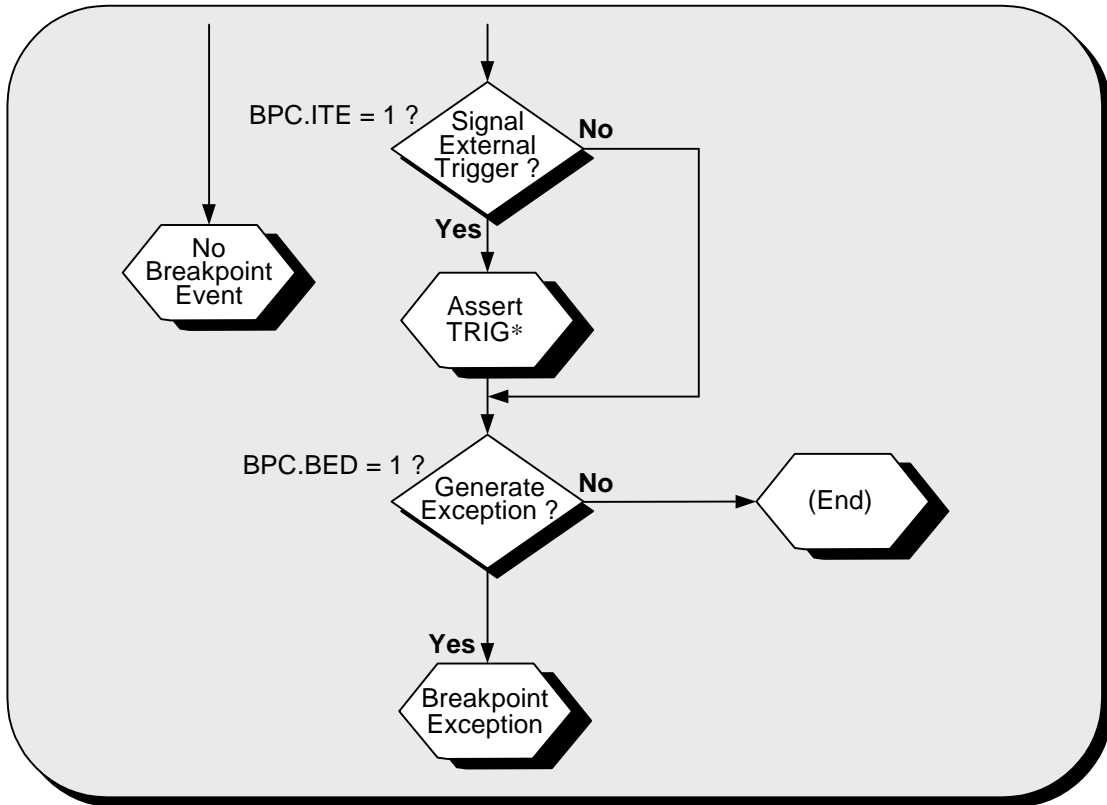 BPC.ITE = 1 ?
Signal
External
Trigger ?
No
Yes
No
Breakpoint
Event
Assert
TRIG*
BPC.BED = 1 ?
Generate
Exception ?
No
(End)
Yes
Breakpoint
Exception